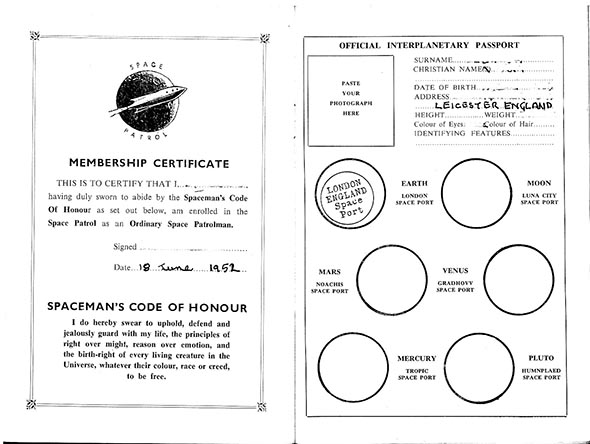 SPACE
PATROL
MEMBERSHIP CERTIFICATE
THIS IS TO CERTIFY THAT I
having duly sworn to abide by the Spaceman's Code
Of Honour as set out below, am enrolled in the
Space Patrol as an Ordinary Space Patrolman.
Signed
Date 18 June 1952
SPACEMAN'S CODE OF HONOUR
I do hereby swear to uphold, defend and
jealously guard with my life, the principles of
right over might, reason over emotion, and
the birth-right of every living creature in the
Universe, whatever their colour, race or creed,
to be free.
OFFICIAL INTERPLANETARY PASSPORT
PASTE
YOUR
PHOTOGRAPH
HERE
SURNAME
CHRISTIAN NAME
DATE OF BIRTH
ADDRESS
LEICESTER ENGLAND
HEIGHT WEIGHT
Colour of Eyes: Colour of Hair
IDENTIFYING FEATURES
LONDON
ENGLAND
Space
Port
EARTH
LONDON
SPACE PORT
MOON
LUNA CITY
SPACE PORT
MARS
NOACHIS
SPACE PORT
VENUS
GRADHOVY
SPACE PORT
MERCURY
TROPIC
SPACE PORT
PLUTO
HUMNPLAED
SPACE PORT